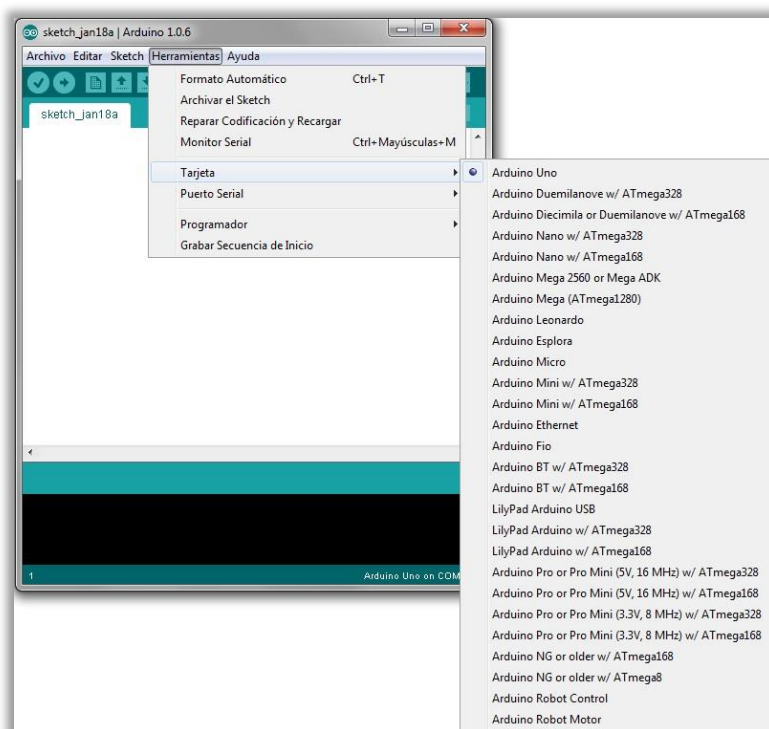 sketch_jan18a | Arduino 1.0.6
Archivo Editar Sketch Herramientas Ayuda
sketch_jan18a
Formato Automático Ctrl+T
Archivar el Sketch
Reparar Codificación y Recargar
Monitor Serial Ctrl+Mayúsculas+M
Tarjeta
Puerto Serial
Programador
Grabar Secuencia de Inicio
Arduino Uno
Arduino Duemilanove w/ ATmega328
Arduino Diecimila or Duemilanove w/ ATmega168
Arduino Nano w/ ATmega328
Arduino Nano w/ ATmega168
Arduino Mega 2560 or Mega ADK
Arduino Mega (ATmega1280)
Arduino Leonardo
Arduino Esplora
Arduino Micro
Arduino Mini w/ ATmega328
Arduino Mini w/ ATmega168
Arduino Ethernet
Arduino Fio
Arduino BT w/ ATmega328
Arduino BT w/ ATmega168
LilyPad Arduino USB
LilyPad Arduino w/ ATmega328
LilyPad Arduino w/ ATmega168
Arduino Pro or Pro Mini (5V, 16 MHz) w/ ATmega328
Arduino Pro or Pro Mini (5V, 16 MHz) w/ ATmega168
Arduino Pro or Pro Mini (3.3V, 8 MHz) w/ ATmega328
Arduino Pro or Pro Mini (3.3V, 8 MHz) w/ ATmega168
Arduino NG or older w/ ATmega168
Arduino NG or older w/ ATmega8
Arduino Robot Control
Arduino Robot Motor
1 Arduino Uno on COM